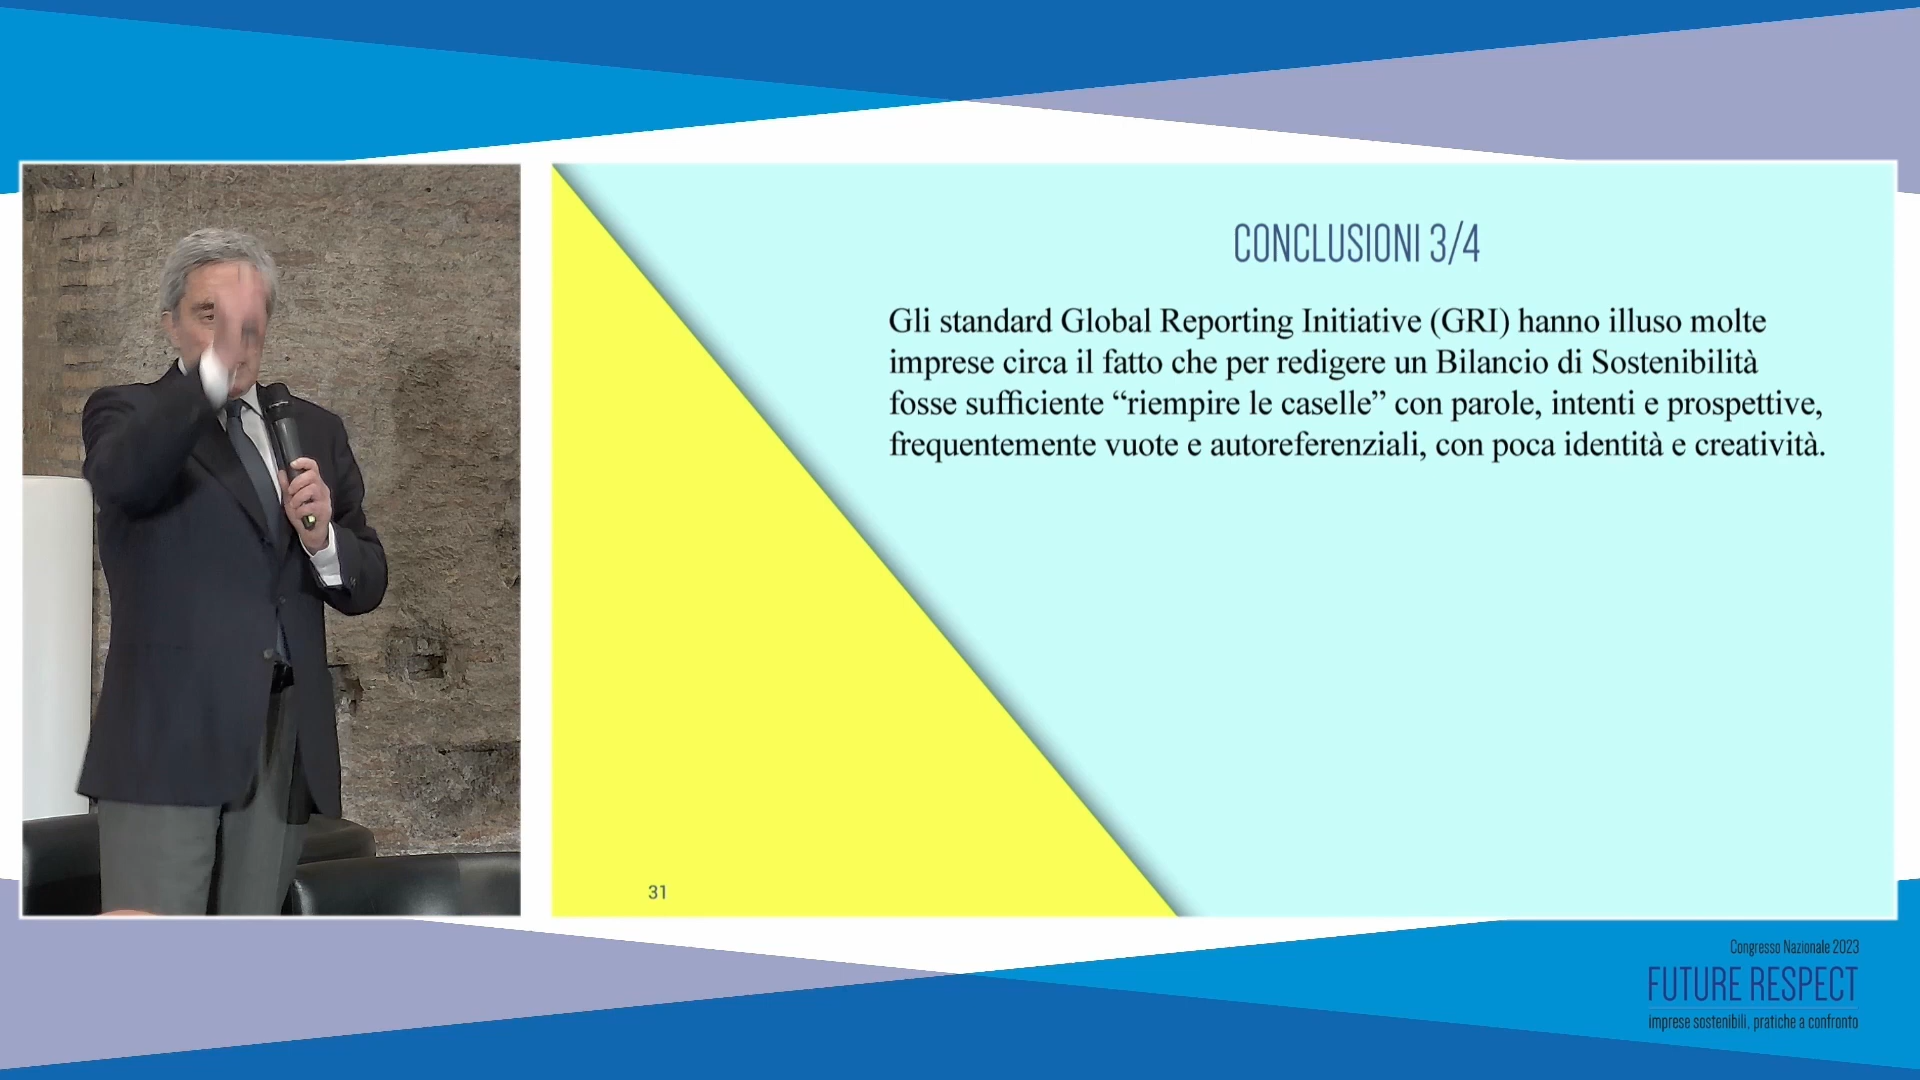 CONCLUSIONI 3/4
Gli standard Global Reporting Initiative (GRI) hanno illuso molte
imprese circa il fatto che per redigere un Bilancio di Sostenibilità
fosse sufficiente “riempire le caselle” con parole, intenti e prospettive,
frequentemente vuote e autoreferenziali, con poca identità e creatività.
31
Congresso Nazionale 2023
FUTURE RESPECT
imprese sostenibili, pratiche a confronto